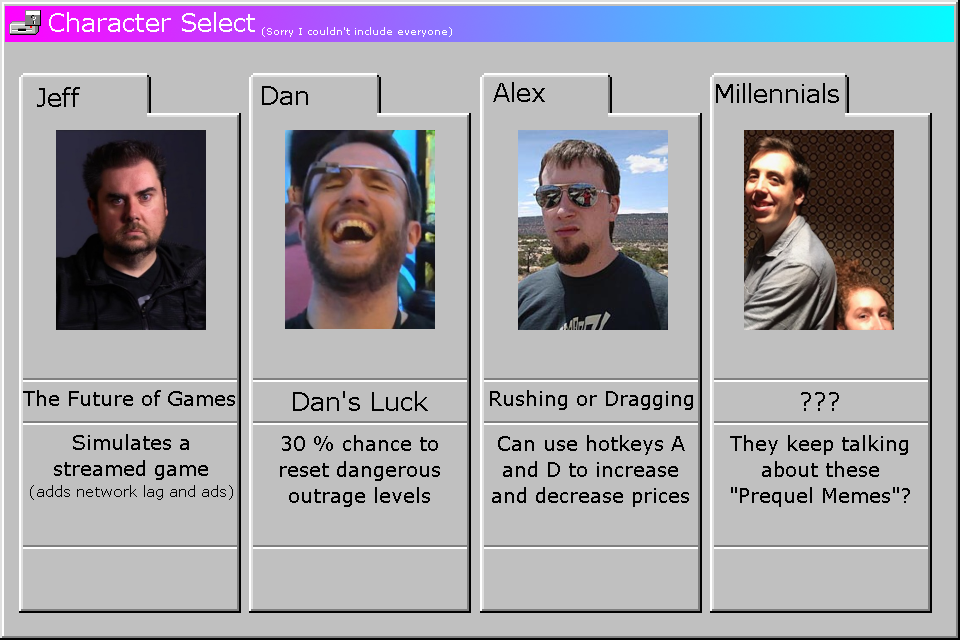 Character Select (Sorry I couldn't include everyone)
Jeff
Dan
Alex
Millennials
The Future of Games
Dan's Luck
Rushing or Dragging
???
Simulates a
streamed game
(adds network lag and ads)
30 % chance to
reset dangerous
outrage levels
Can use hotkeys A
and D to increase
and decrease prices
They keep talking
about these
"Prequel Memes"?